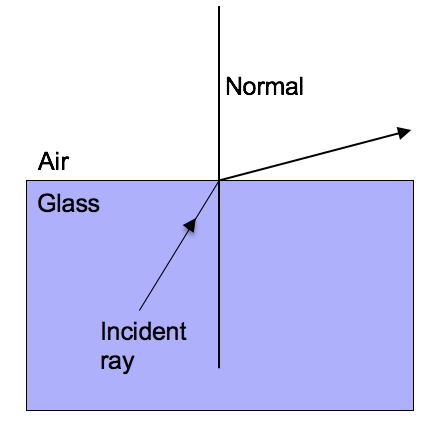 Normal
Air
Glass
Incident
ray